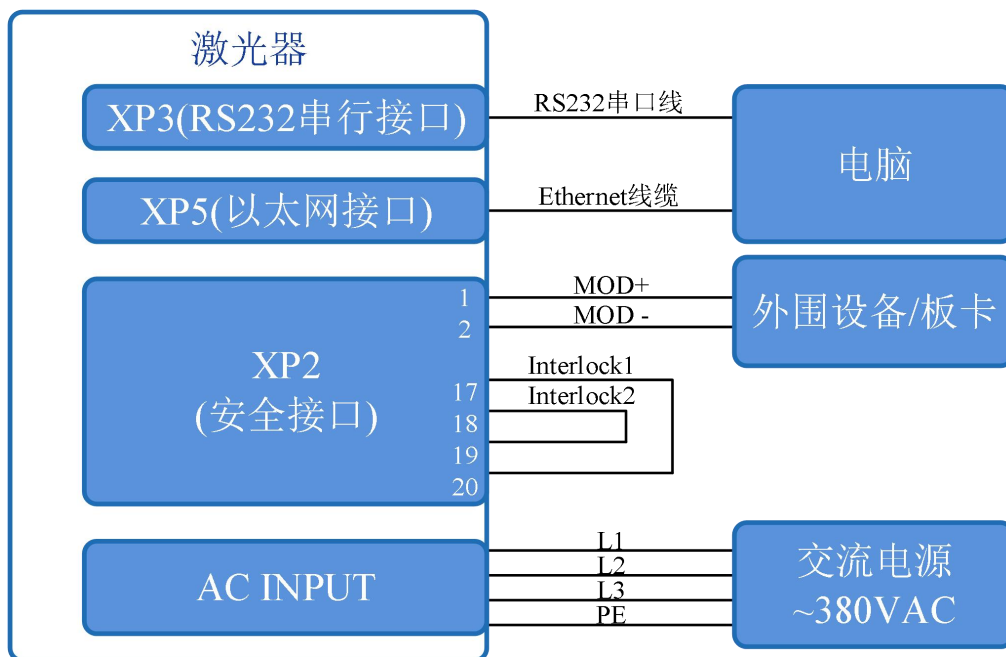 激光器
XP3(RS232串行接口)
RS232串口线
电脑
XP5(以太网接口)
Ethernet线缆
XP2
(安全接口)
1
2
17
18
19
20
MOD+
MOD -
外围设备/板卡
Interlock1
Interlock2
AC INPUT
L1
L2
L3
PE
交流电源
~380VAC